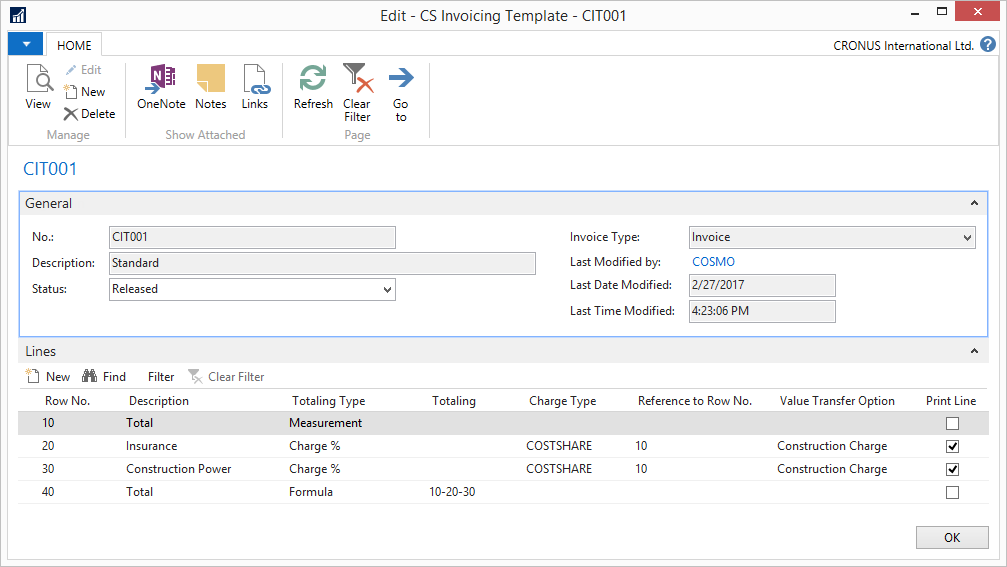 Edit - CS Invoicing Template - CIT001
HOME
CRONUS International Ltd.
View
Edit
New
Delete
Manage
OneNote
Notes
Links
Show Attached
Refresh
Clear Filter
Go to
Page
CIT001
General
No.: CIT001
Description: Standard
Status: Released
Invoice Type: Invoice
Last Modified by: COSMO
Last Date Modified: 2/27/2017
Last Time Modified: 4:23:06 PM
Lines
New Find Filter Clear Filter
Row No. Description Totaling Type Totaling Charge Type Reference to Row No. Value Transfer Option Print Line
10 Total Measurement
20 Insurance Charge % COSTSHARE 10 Construction Charge
30 Construction Power Charge % COSTSHARE 10 Construction Charge
40 Total Formula 10-20-30
OK